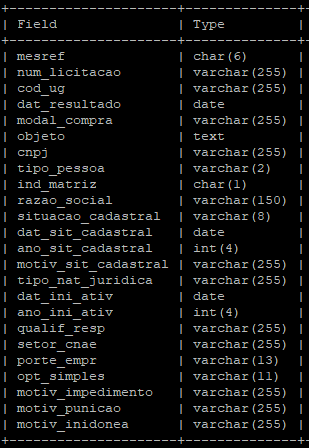 +--------------------+--------------+
| Field | Type |
+--------------------+--------------+
| mesref | char(6) |
| num_licitacao | varchar(255) |
| cod_ug | varchar(255) |
| dat_resultado | date |
| modal_compra | varchar(255) |
| objeto | text |
| cnpj | varchar(255) |
| tipo_pessoa | varchar(2) |
| ind_matriz | char(1) |
| razao_social | varchar(150) |
| situacao_cadastral | varchar(8) |
| dat_sit_cadastral | date |
| ano_sit_cadastral | int(4) |
| motiv_sit_cadastral | varchar(255) |
| tipo_nat_juridica | varchar(255) |
| dat_ini_ativ | date |
| ano_ini_ativ | int(4) |
| qualif_resp | varchar(255) |
| setor_cnae | varchar(255) |
| porte_empr | varchar(13) |
| opt_simples | varchar(11) |
| motiv_impedimento | varchar(255) |
| motiv_punicao | varchar(255) |
| motiv_inidonea | varchar(255) |
+--------------------+--------------+